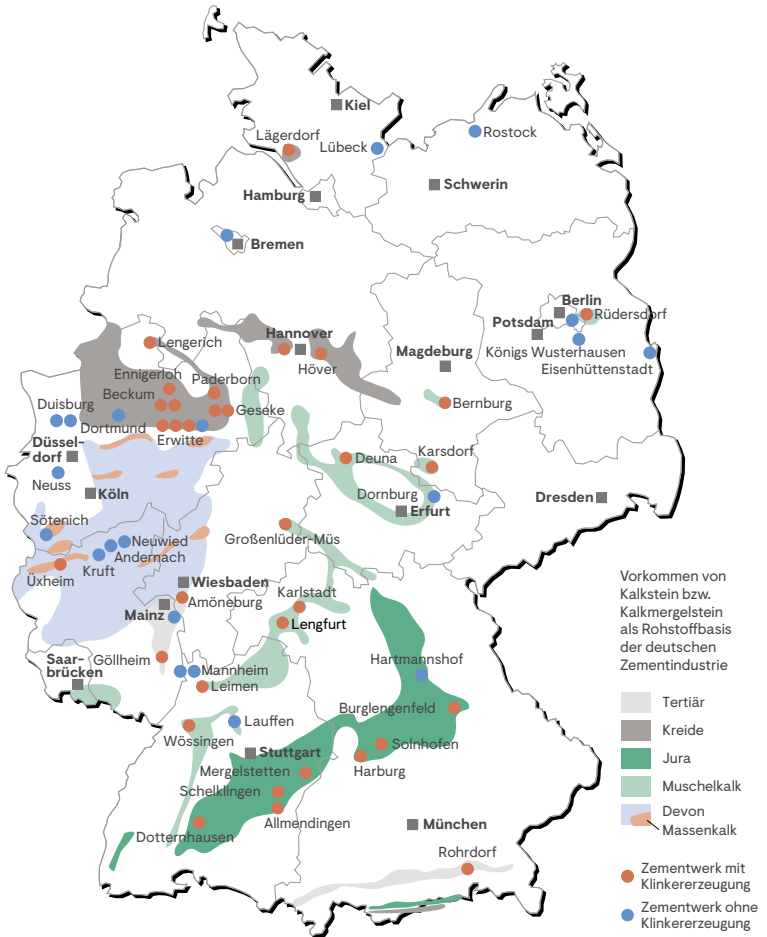 Kiel
Lägerdorf
Lübeck
Rostock
Schwerin
Hamburg
Bremen
Berlin
Rüdersdorf
Potsdam
Königs Wusterhausen
Eisenhüttenstadt
Hannover
Höver
Magdeburg
Lengerich
Ennigerloh
Paderborn
Beckum
Geseke
Bernburg
Duisburg
Dortmund
Erwitte
Düssel-
dorf
Neuss
Köln
Deuna
Karsdorf
Dornburg
Erfurt
Dresden
Sötenich
Neuwied
Andernach
Kruft
Üxheim
Großenlüder-Müs
Wiesbaden
Amöneburg
Mainz
Karlstadt
Lengfurt
Saar-
brücken
Göllheim
Mannheim
Leimen
Hartmannshof
Burglengenfeld
Lauffen
Wössingen
Stuttgart
Solnhofen
Harburg
Mergelstetten
Schelklingen
Allmendingen
Dotternhausen
München
Rohrdorf
Vorkommen von
Kalkstein bzw.
Kalkmergelstein
als Rohstoffbasis
der deutschen
Zementindustrie
Tertiär
Kreide
Jura
Muschelkalk
Devon
Massenkalk
Zementwerk mit
Klinkererzeugung
Zementwerk ohne
Klinkererzeugung